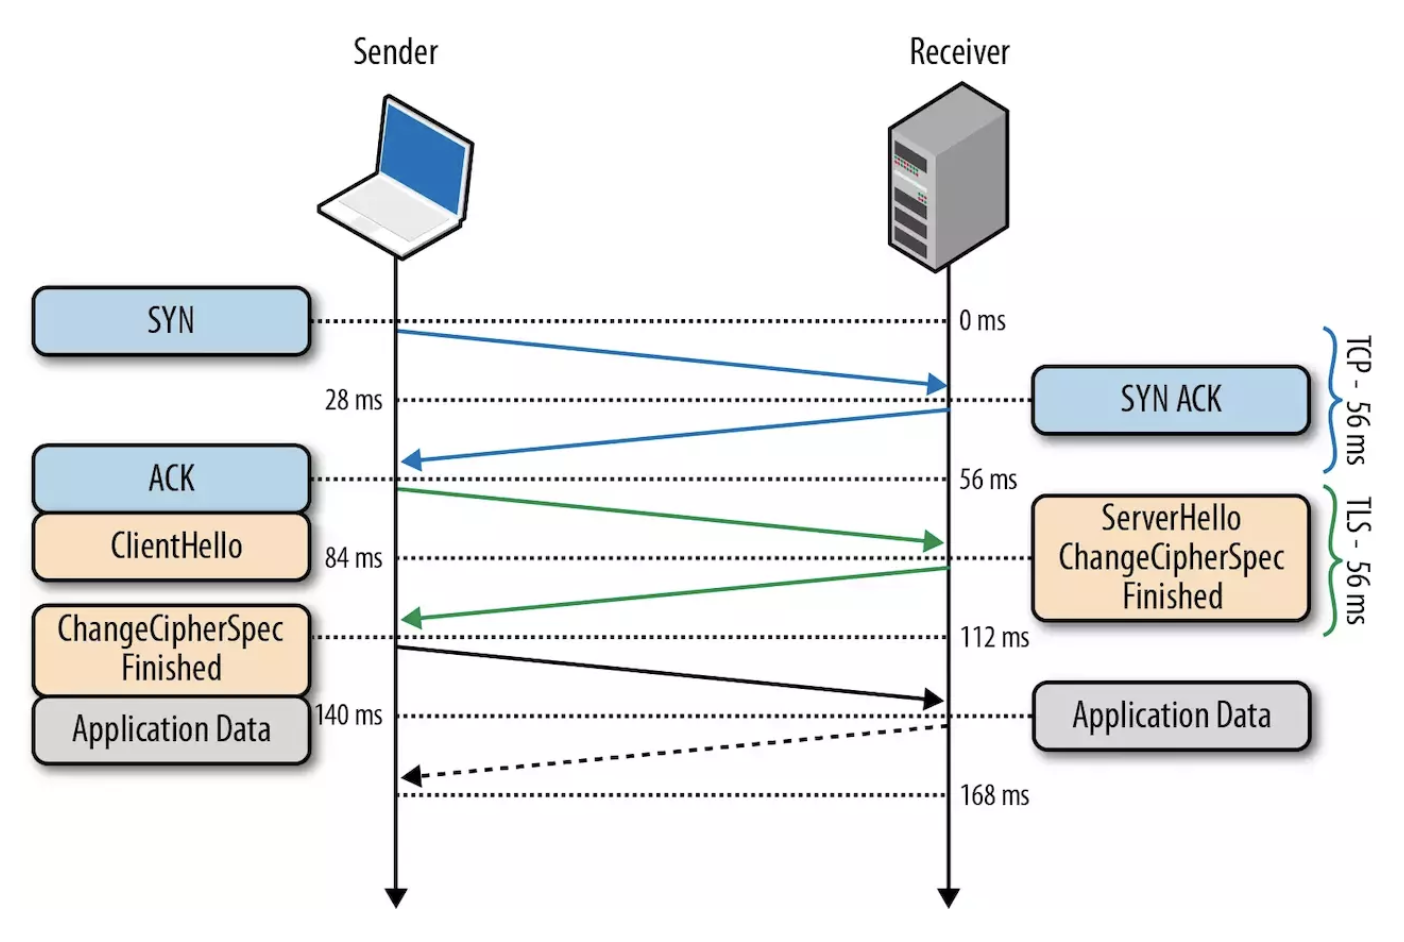 Sender
Receiver
SYN
0 ms
28 ms
SYN ACK
TCP - 56 ms
ACK
56 ms
ClientHello
84 ms
ServerHello
ChangeCipherSpec
Finished
TLS - 56 ms
ChangeCipherSpec
Finished
112 ms
Application Data
140 ms
Application Data
168 ms